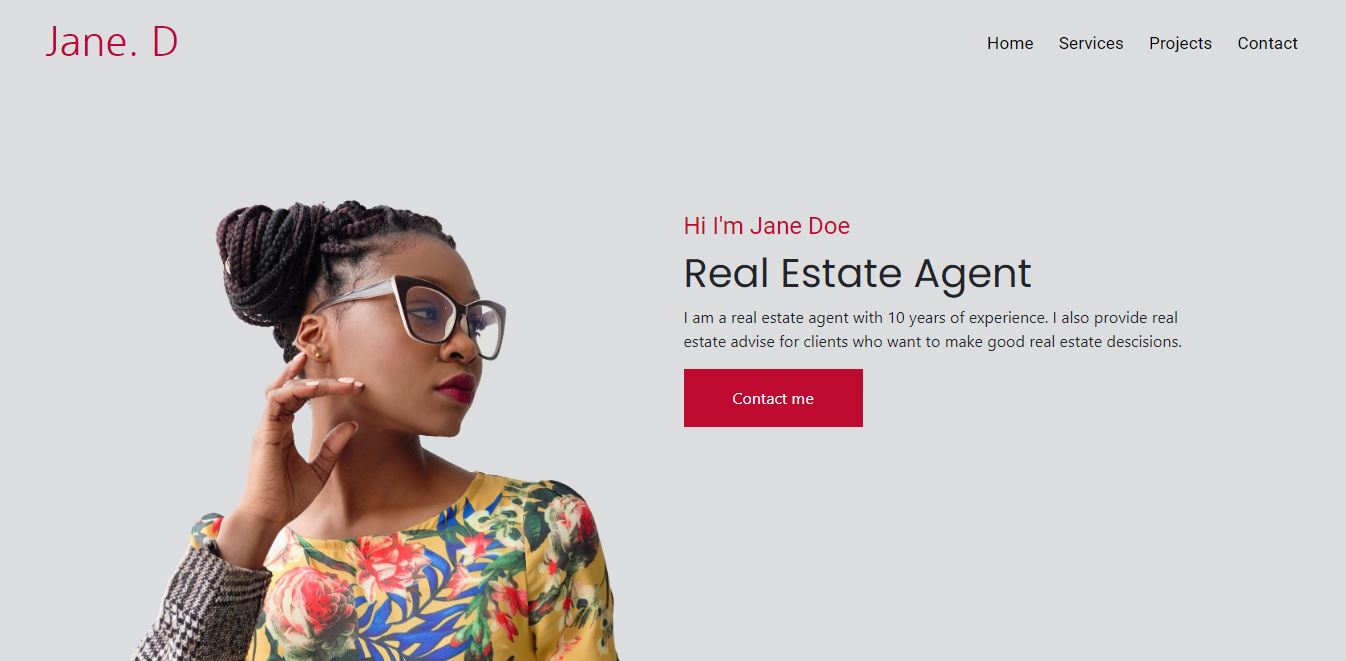 Jane. D
Home Services Projects Contact
Hi I'm Jane Doe
Real Estate Agent
I am a real estate agent with 10 years of experience. I also provide real
estate advise for clients who want to make good real estate descisions.
Contact me